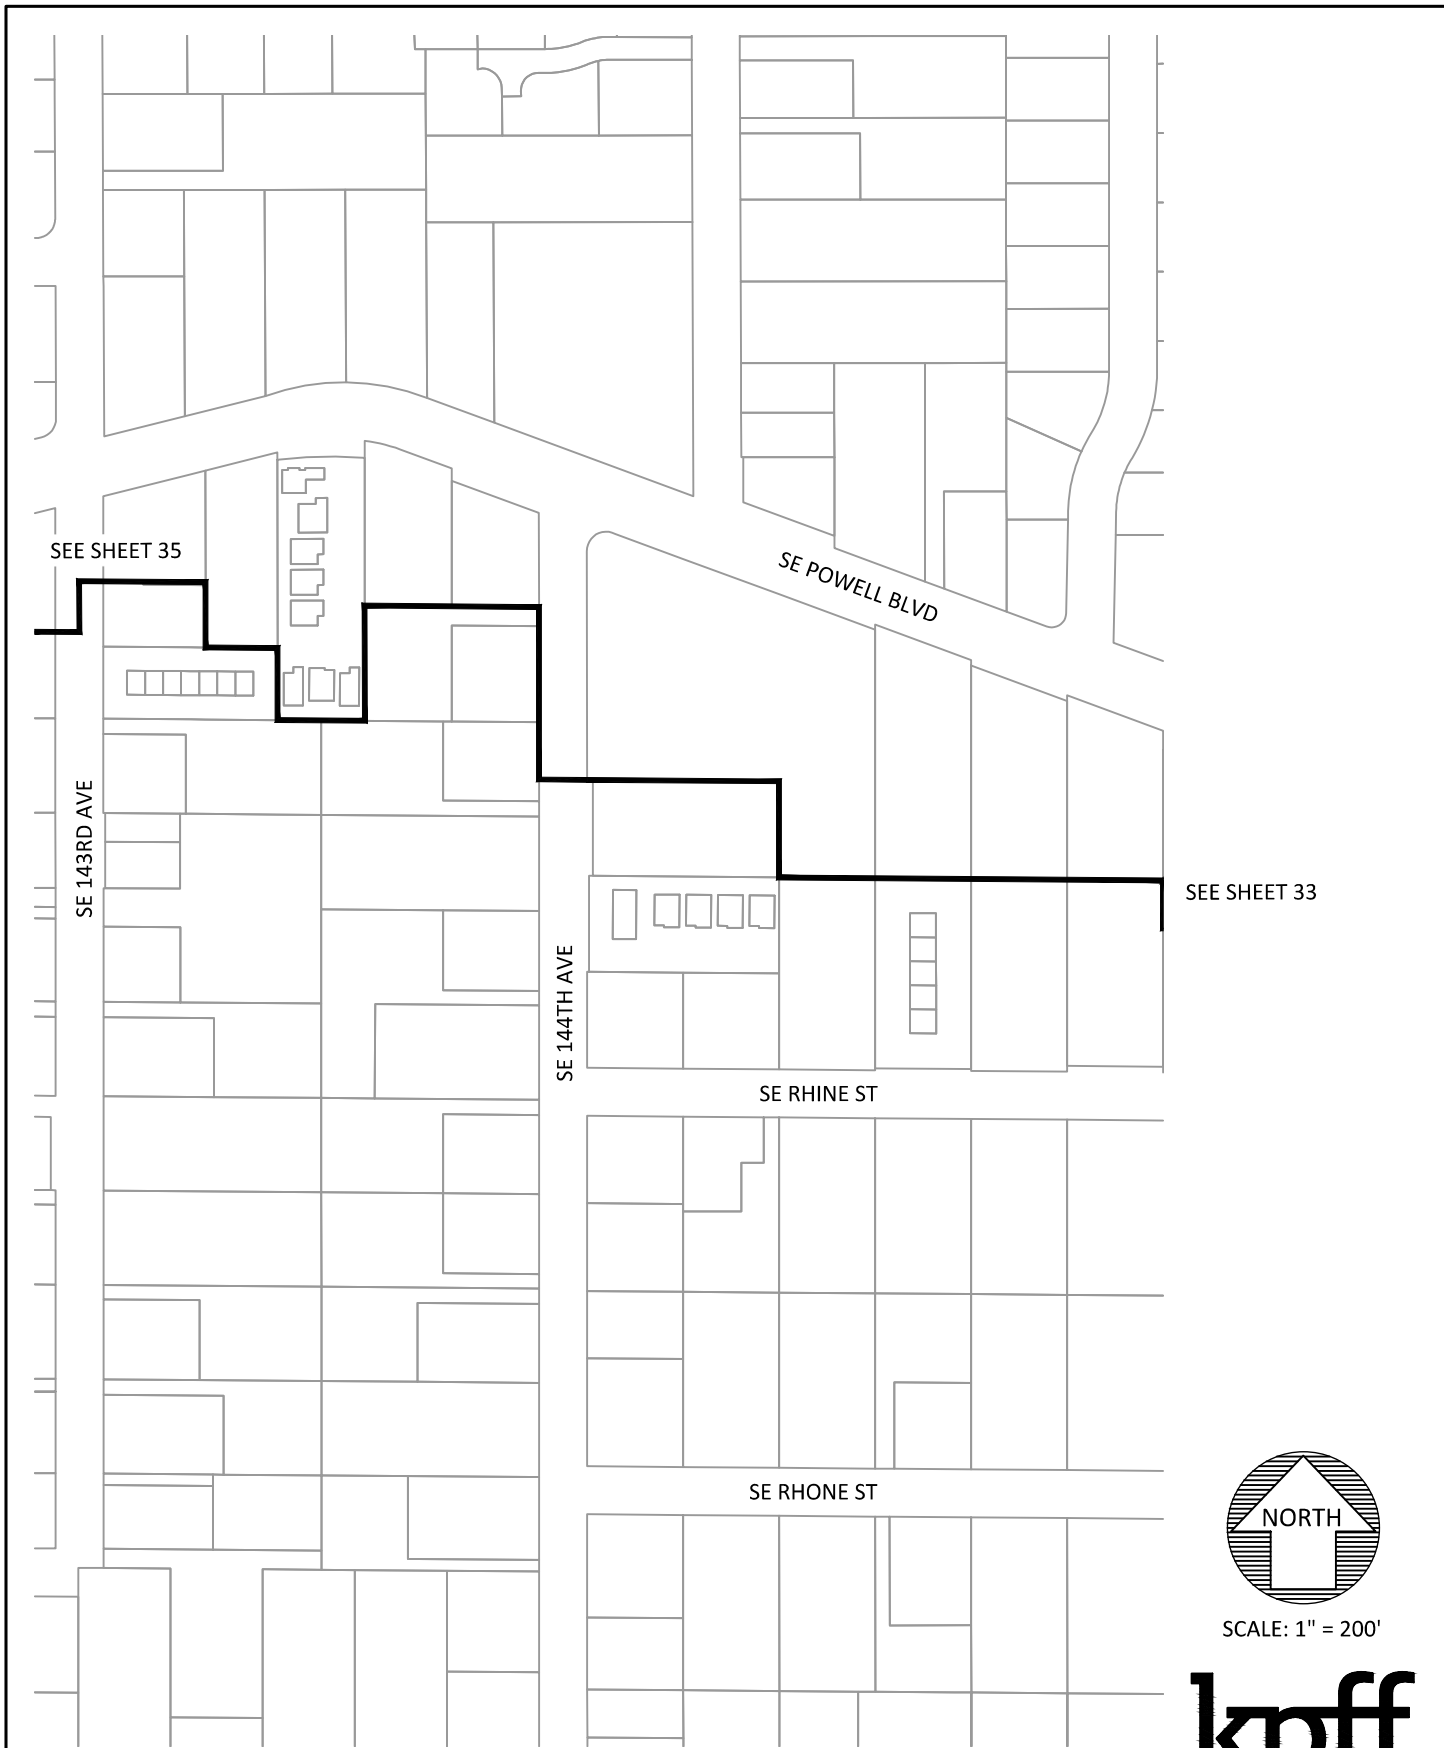 SE POWELL BLVD
SEE SHEET 35
SE 143RD AVE
SEE SHEET 33
SE 144TH AVE
SE RHINE ST
SE RHONE ST
NORTH
SCALE: 1" = 200'
kpff